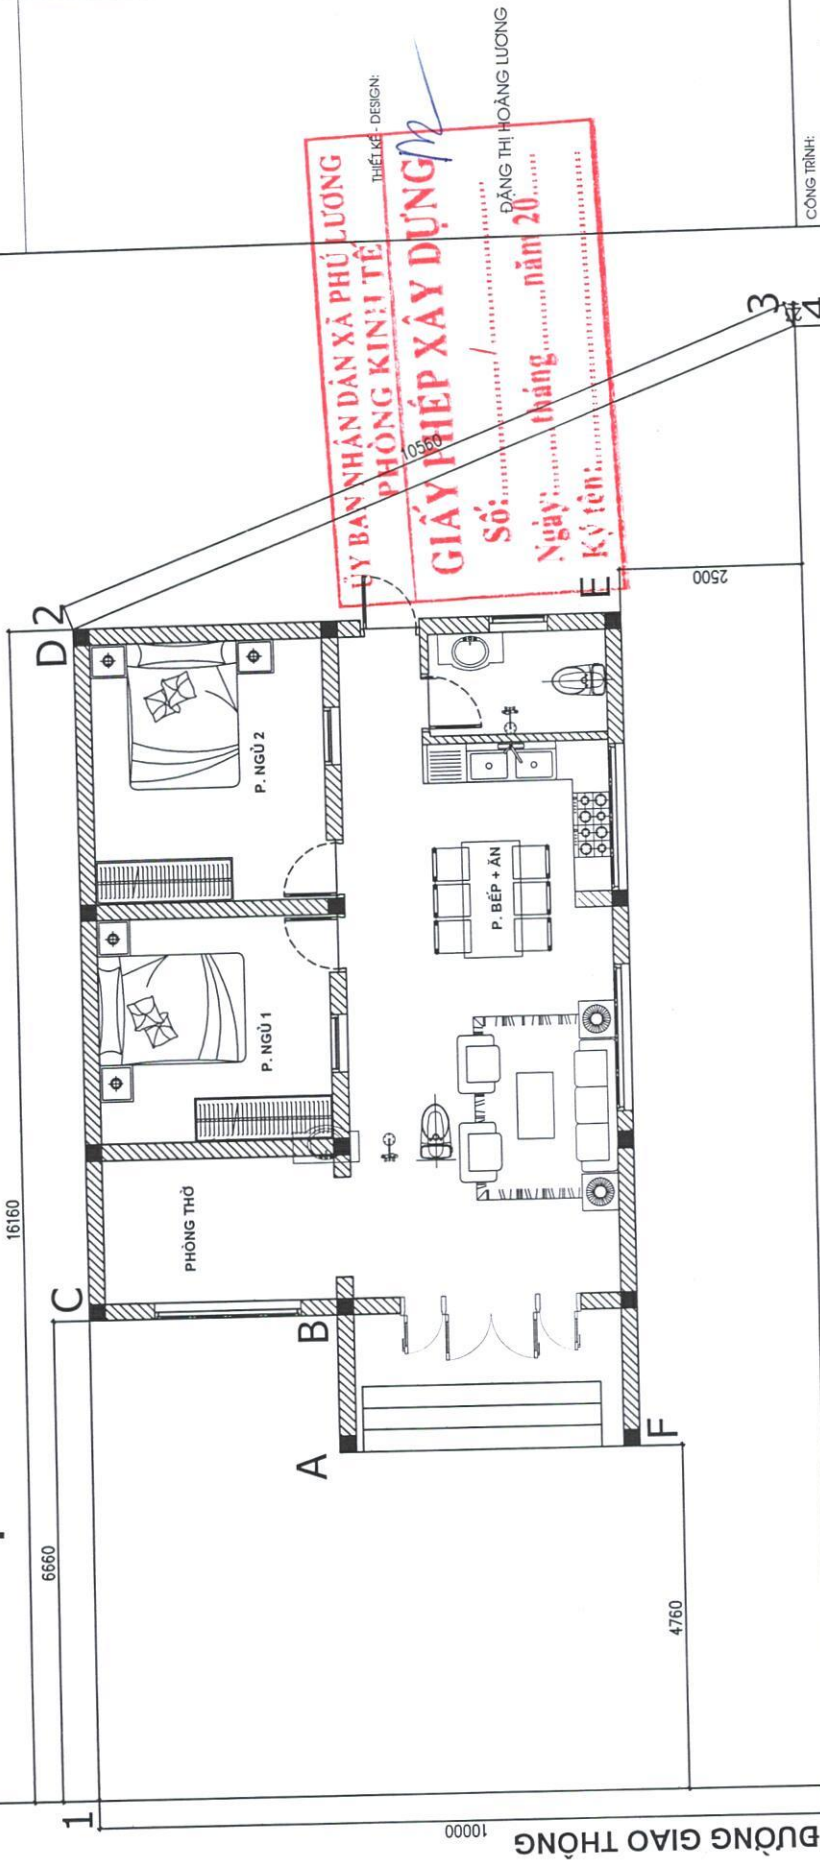 16160
6660
1
C
D
2
PHÒNG THỜ
P. NGỦ 1
P. NGỦ 2
B
A
P. BẾP + ĂN
F
E
4760
2500
10000
ĐƯỜNG GIAO THÔNG
10560
3
4
ỦY BAN NHÂN DÂN XÃ PHÚ LƯƠNG
PHÒNG KINH TẾ
GIẤY PHÉP XÂY DỰNG
Số:............/............
Ngày:.........tháng.........năm 20......
Ký tên:..............................
THIẾT KẾ - DESIGN:
ĐẶNG THỊ HOÀNG LƯƠNG
CÔNG TRÌNH: